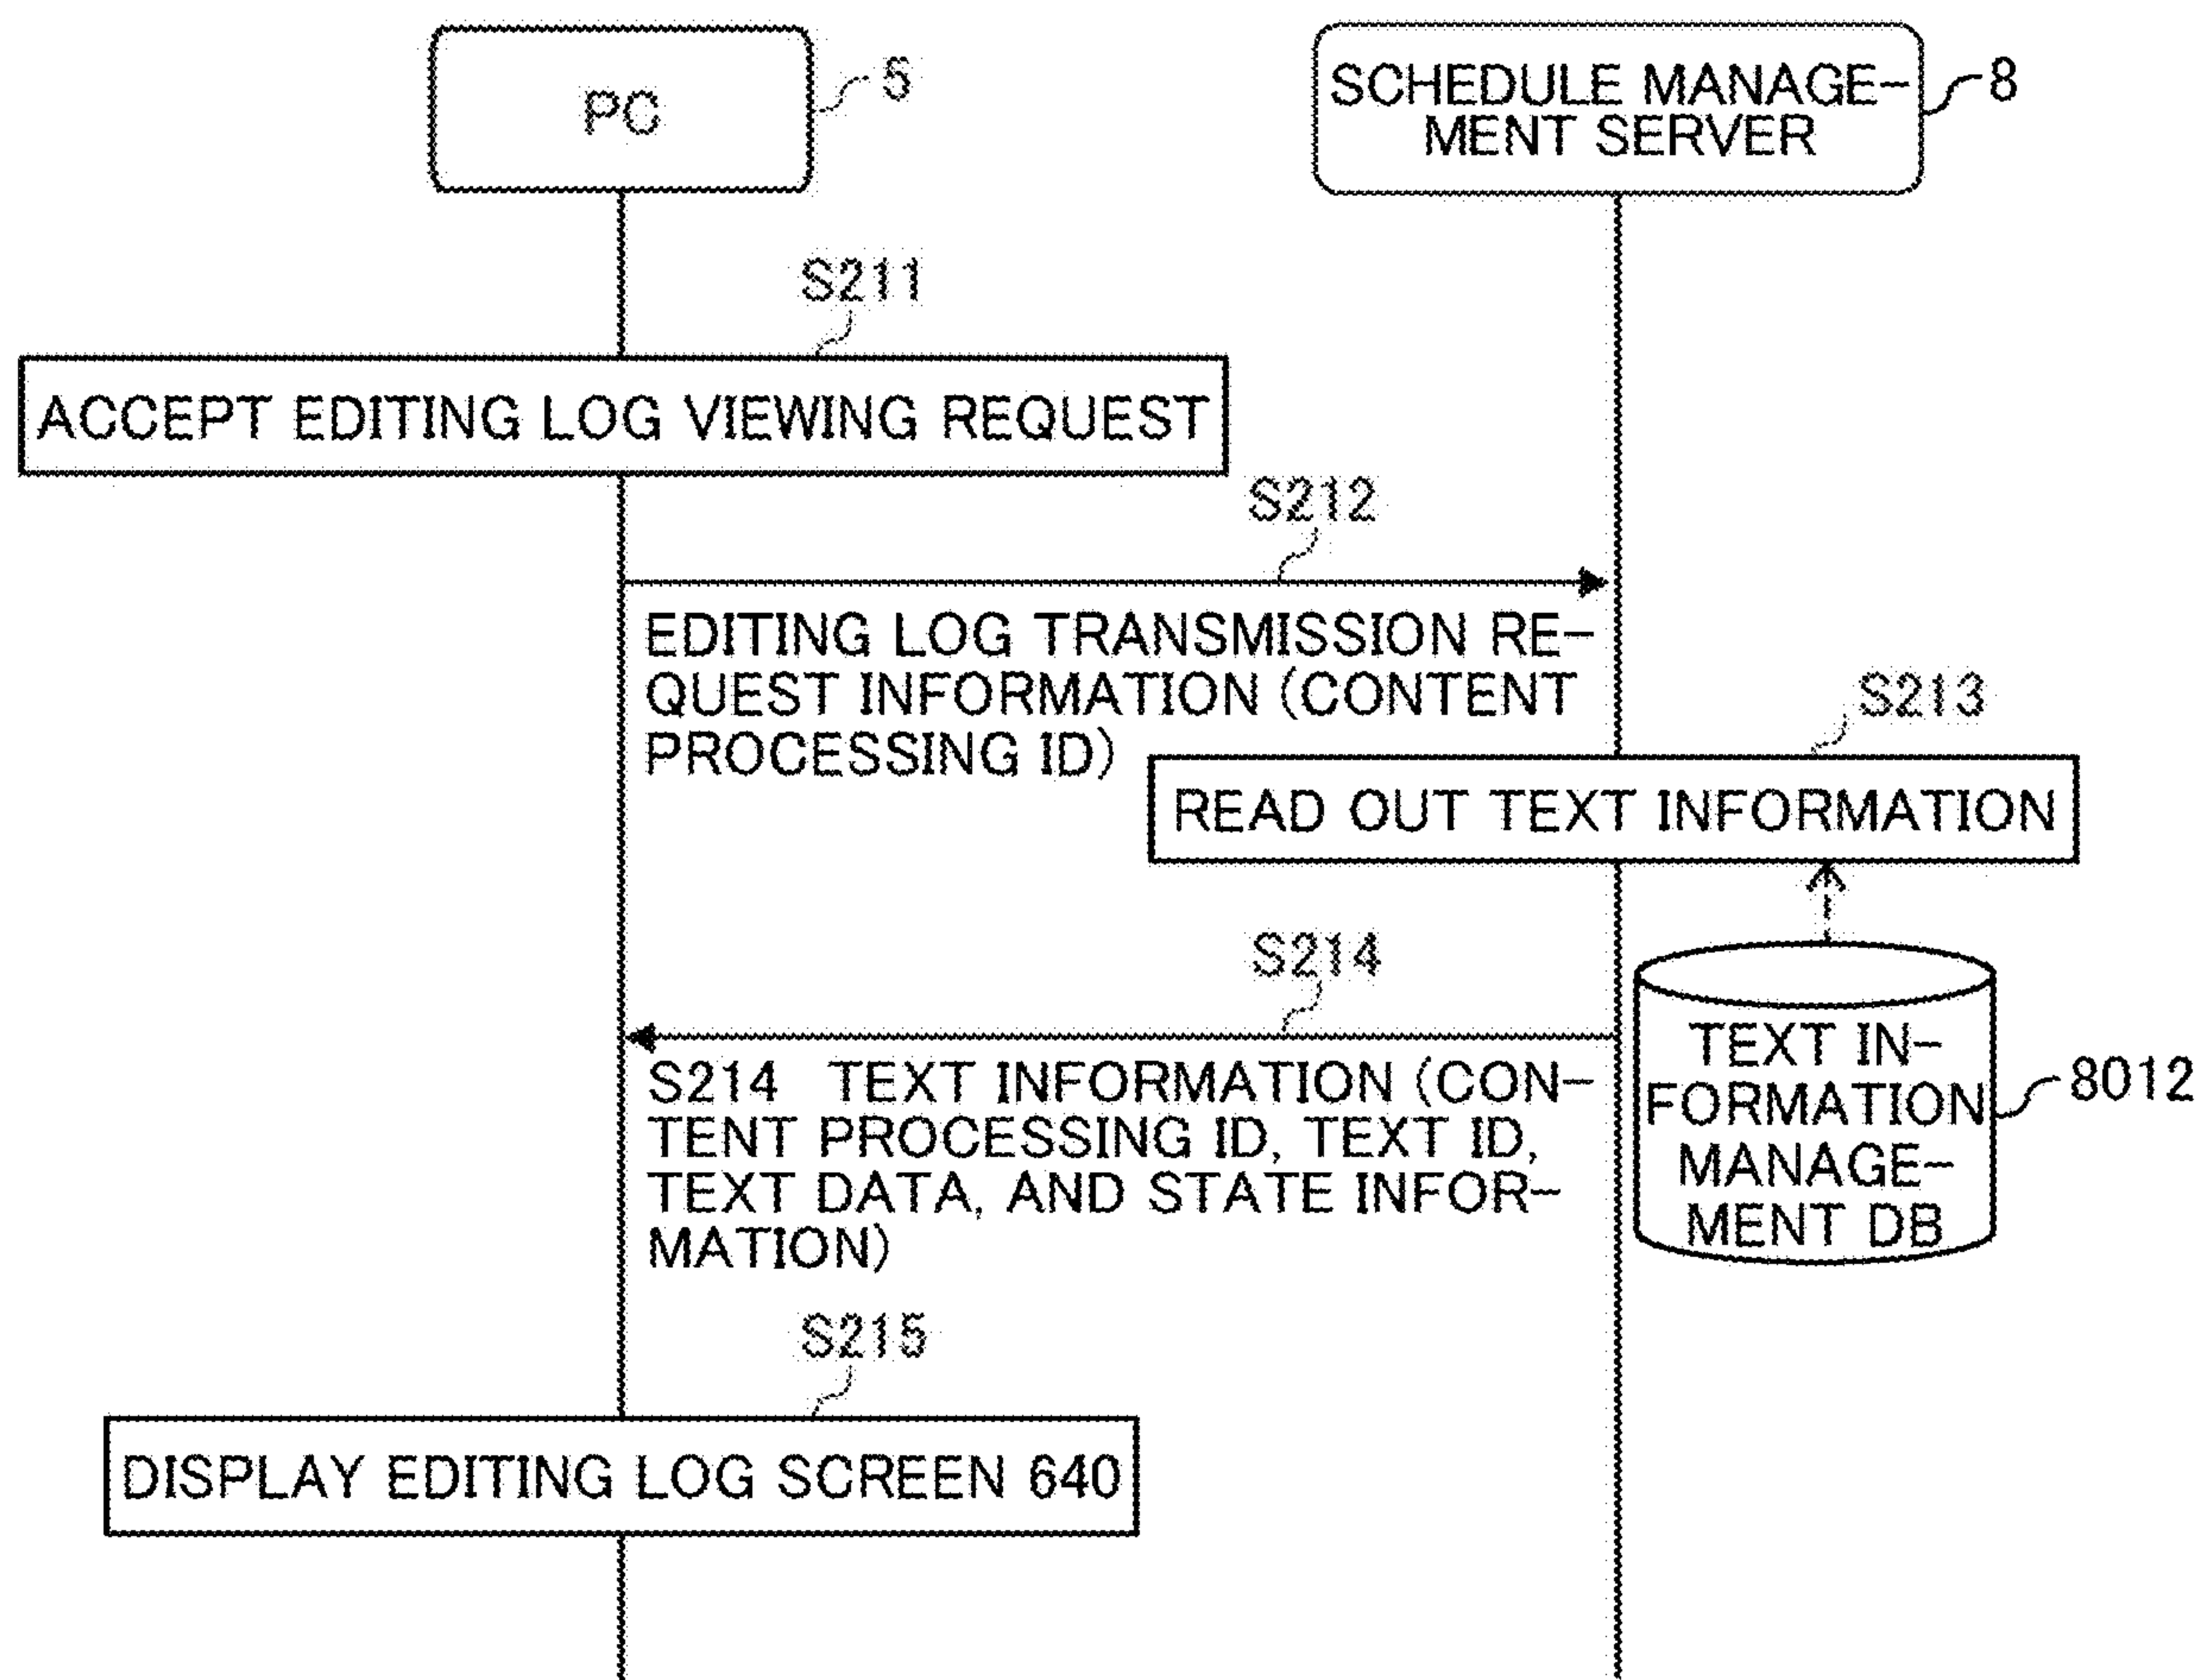 PC
5
SCHEDULE MANAGE-
MENT SERVER
8
S211
ACCEPT EDITING LOG VIEWING REQUEST
S212
EDITING LOG TRANSMISSION RE-
QUEST INFORMATION (CONTENT
PROCESSING ID)
S213
READ OUT TEXT INFORMATION
S214
S214 TEXT INFORMATION (CON-
TENT PROCESSING ID, TEXT ID,
TEXT DATA, AND STATE INFOR-
MATION)
TEXT IN-
FORMATION
MANAGE-
MENT DB
8012
S215
DISPLAY EDITING LOG SCREEN 640